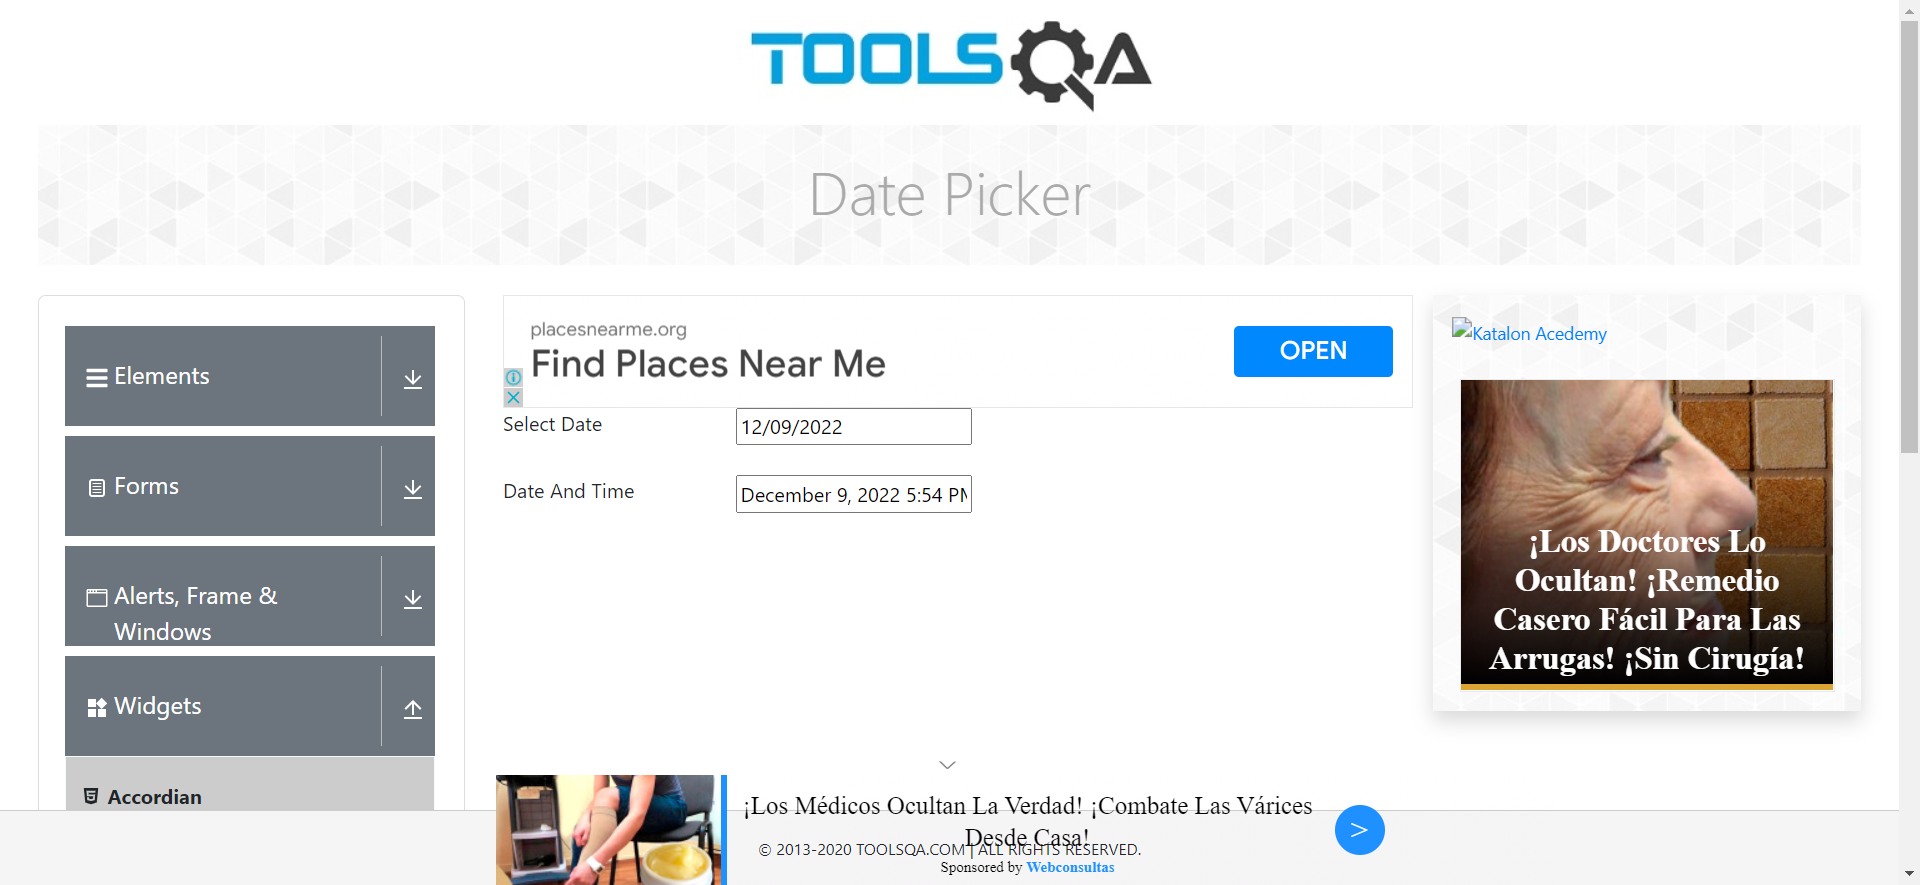 TOOLSQA
Date Picker
Elements
Forms
Alerts, Frame &
Windows
Widgets
Accordian
placesnearme.org
Find Places Near Me
OPEN
Select Date
12/09/2022
Date And Time
December 9, 2022 5:54 PM
Katalon Acedemy
¡Los Doctores Lo
Ocultan! ¡Remedio
Casero Fácil Para Las
Arrugas! ¡Sin Cirugía!
¡Los Médicos Ocultan La Verdad! ¡Combate Las Várices
Desde Casa!
© 2013-2020 TOOLSQA.COM | ALL RIGHTS RESERVED.
Sponsored by Webconsultas